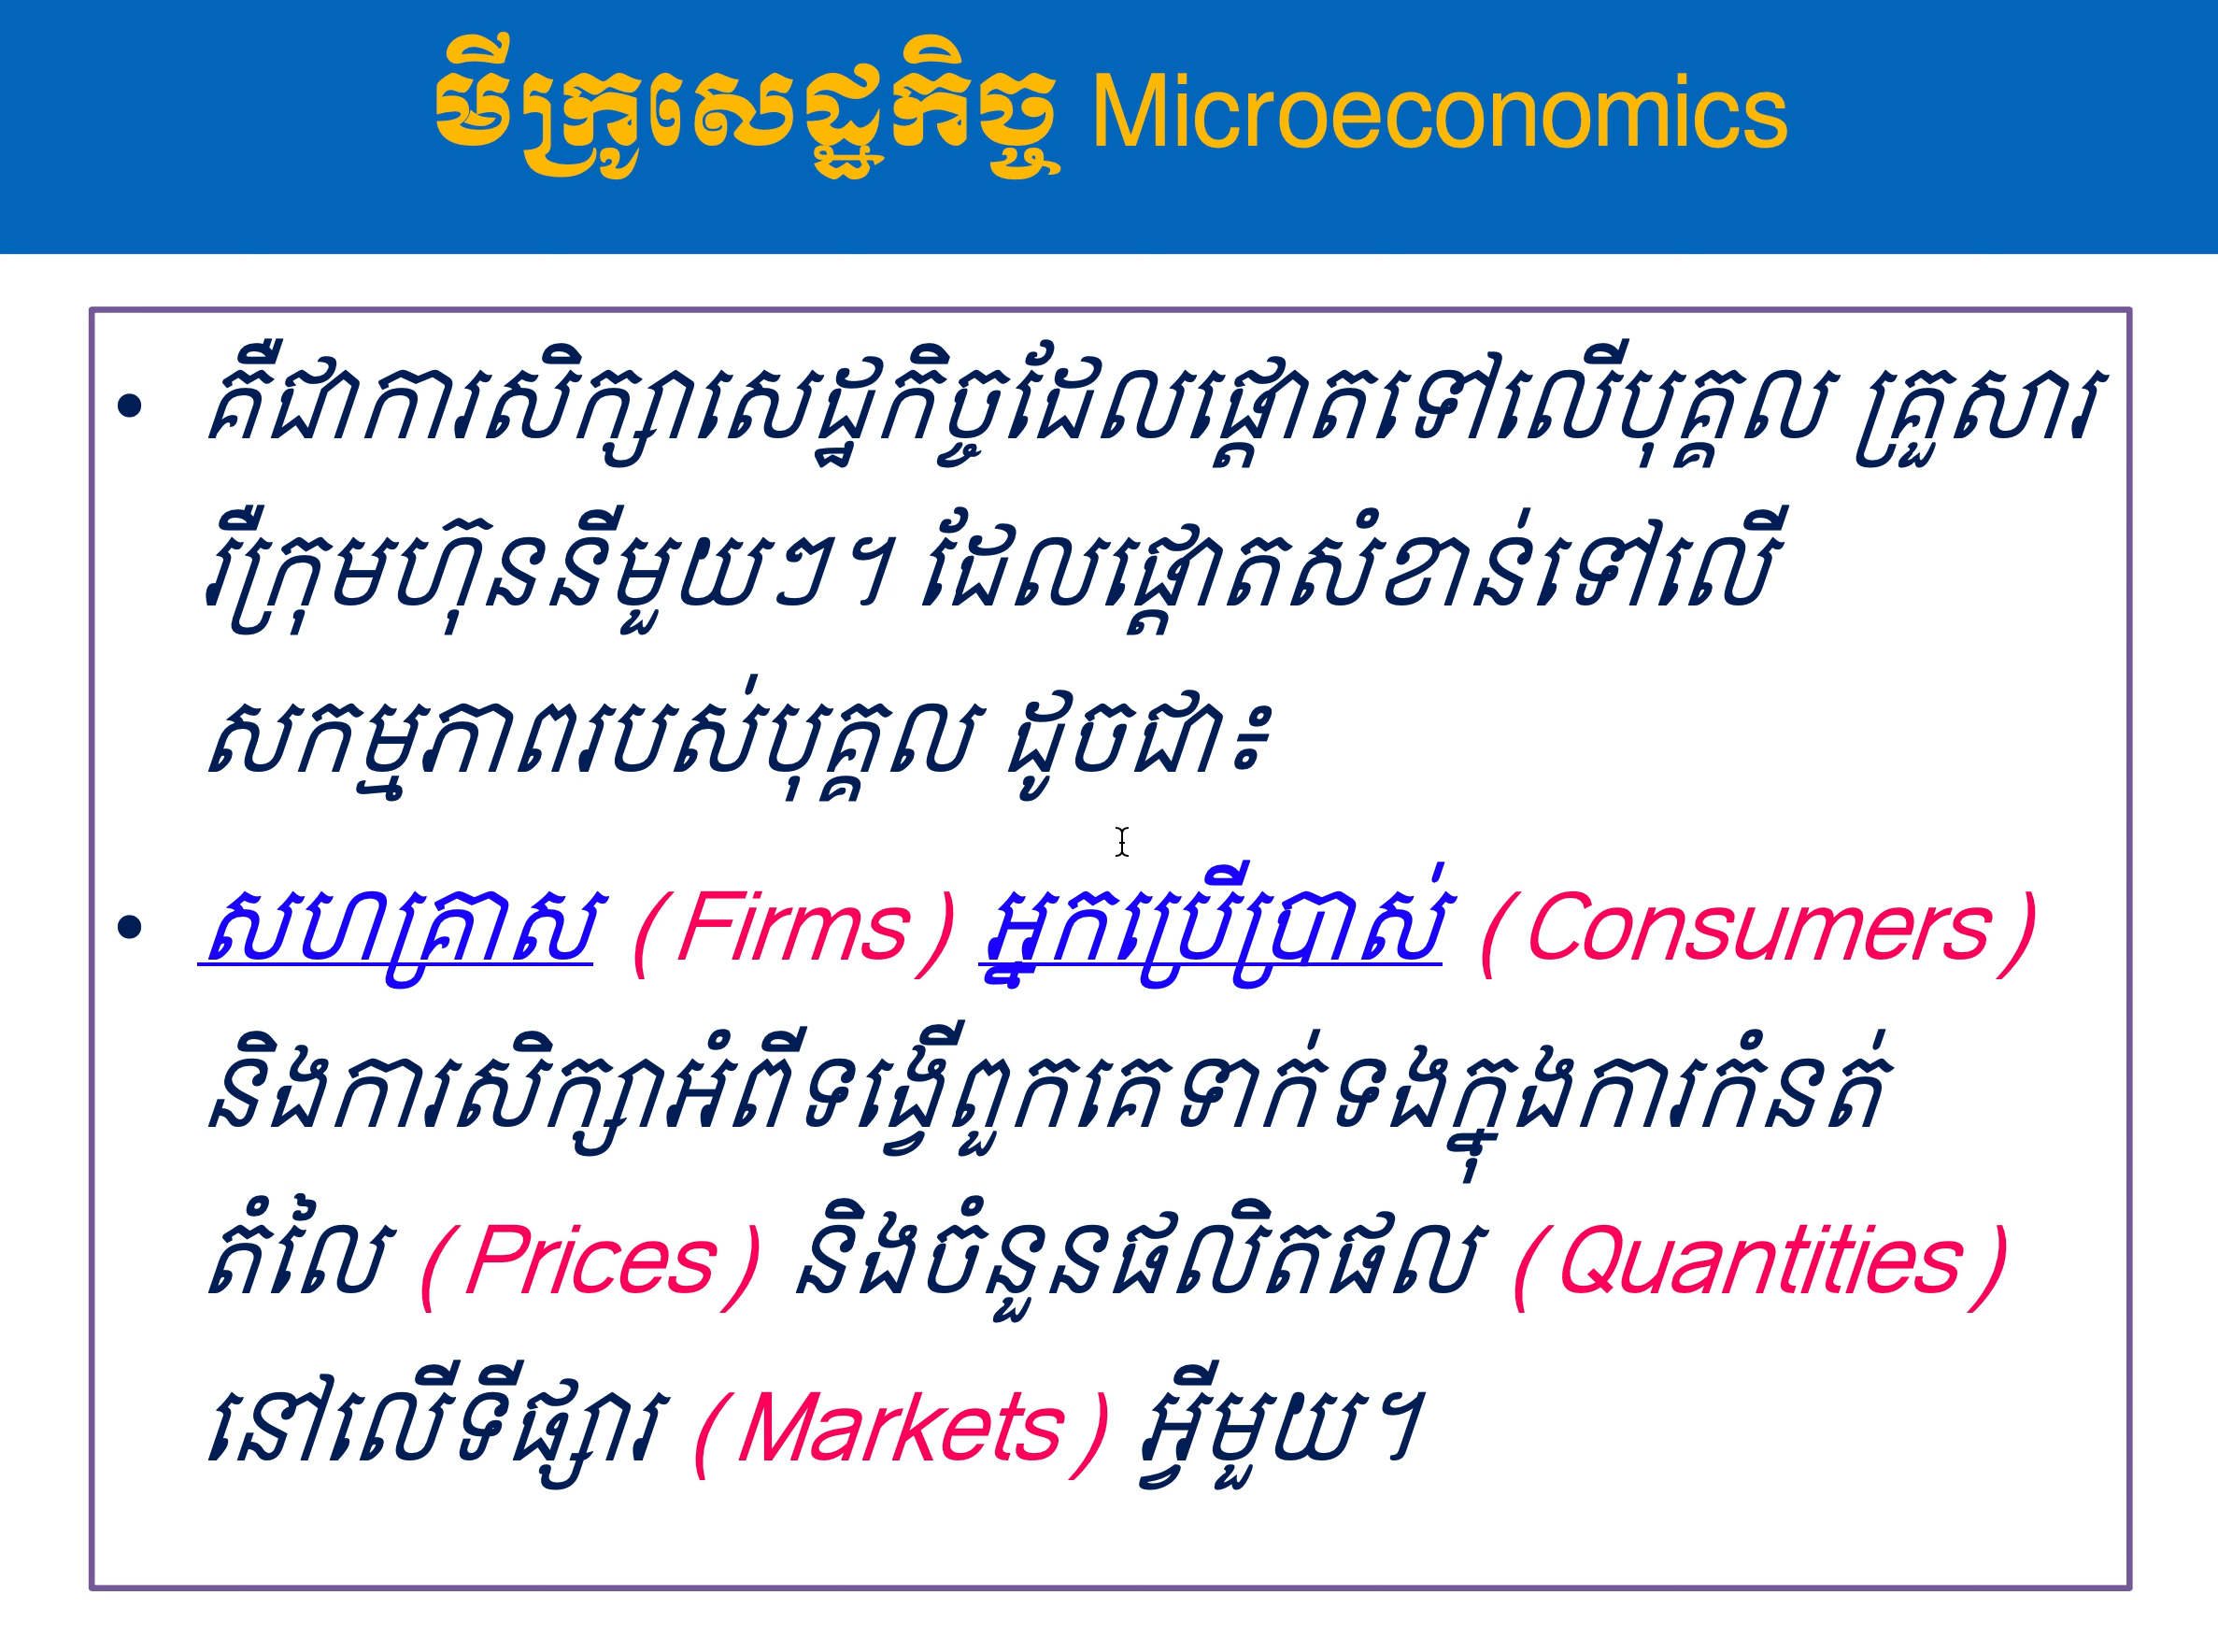 មីក្រូសេដ្ឋកិច្ច Microeconomics
• គឺជាការសិក្សាសេដ្ឋកិច្ចដែលផ្តោតទៅលើបុគ្គល គ្រួសារ
ឬក្រុមហ៊ុននីមួយៗ។ ដែលផ្តោតសំខាន់ទៅលើ
សកម្មភាពរបស់បុគ្គល ដូចជាៈ
• សហគ្រាស (Firms) អ្នកប្រើប្រាស់ (Consumers)
និងការសិក្សាអំពីទង្វើពួកគេទាក់ទងក្នុងការកំនត់
តំលៃ (Prices) និងចំនួនផលិតផល (Quantities)
នៅលើទីផ្សារ (Markets) អ្វីមួយ។